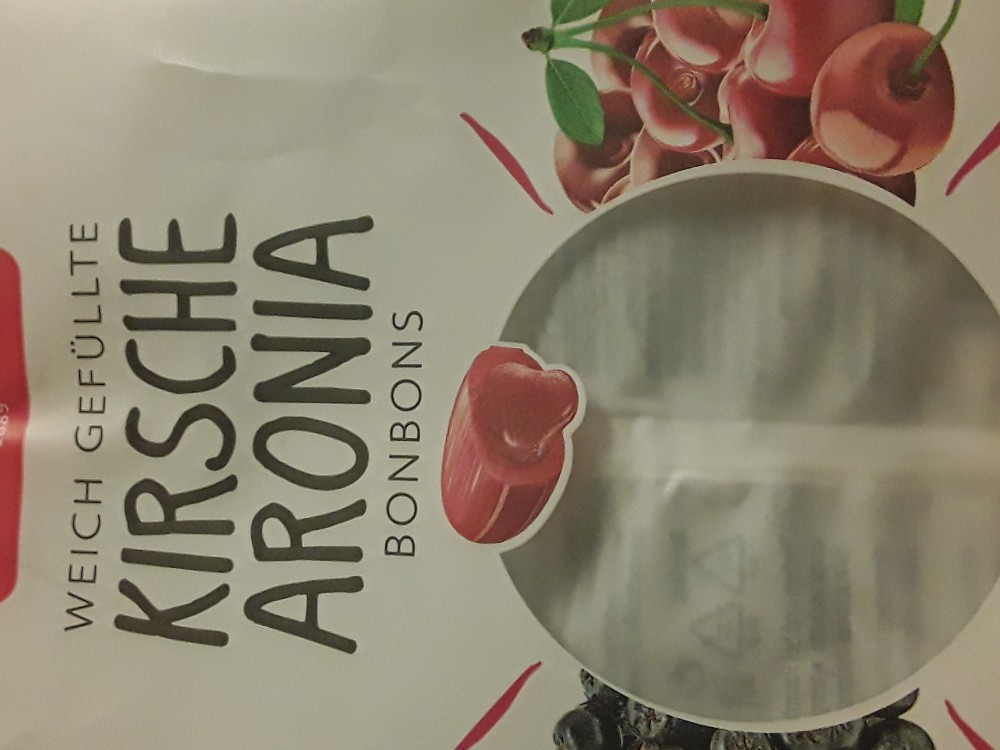 WEICH GEFÜLLTE
KIRSCHE
ARONIA
BONBONS